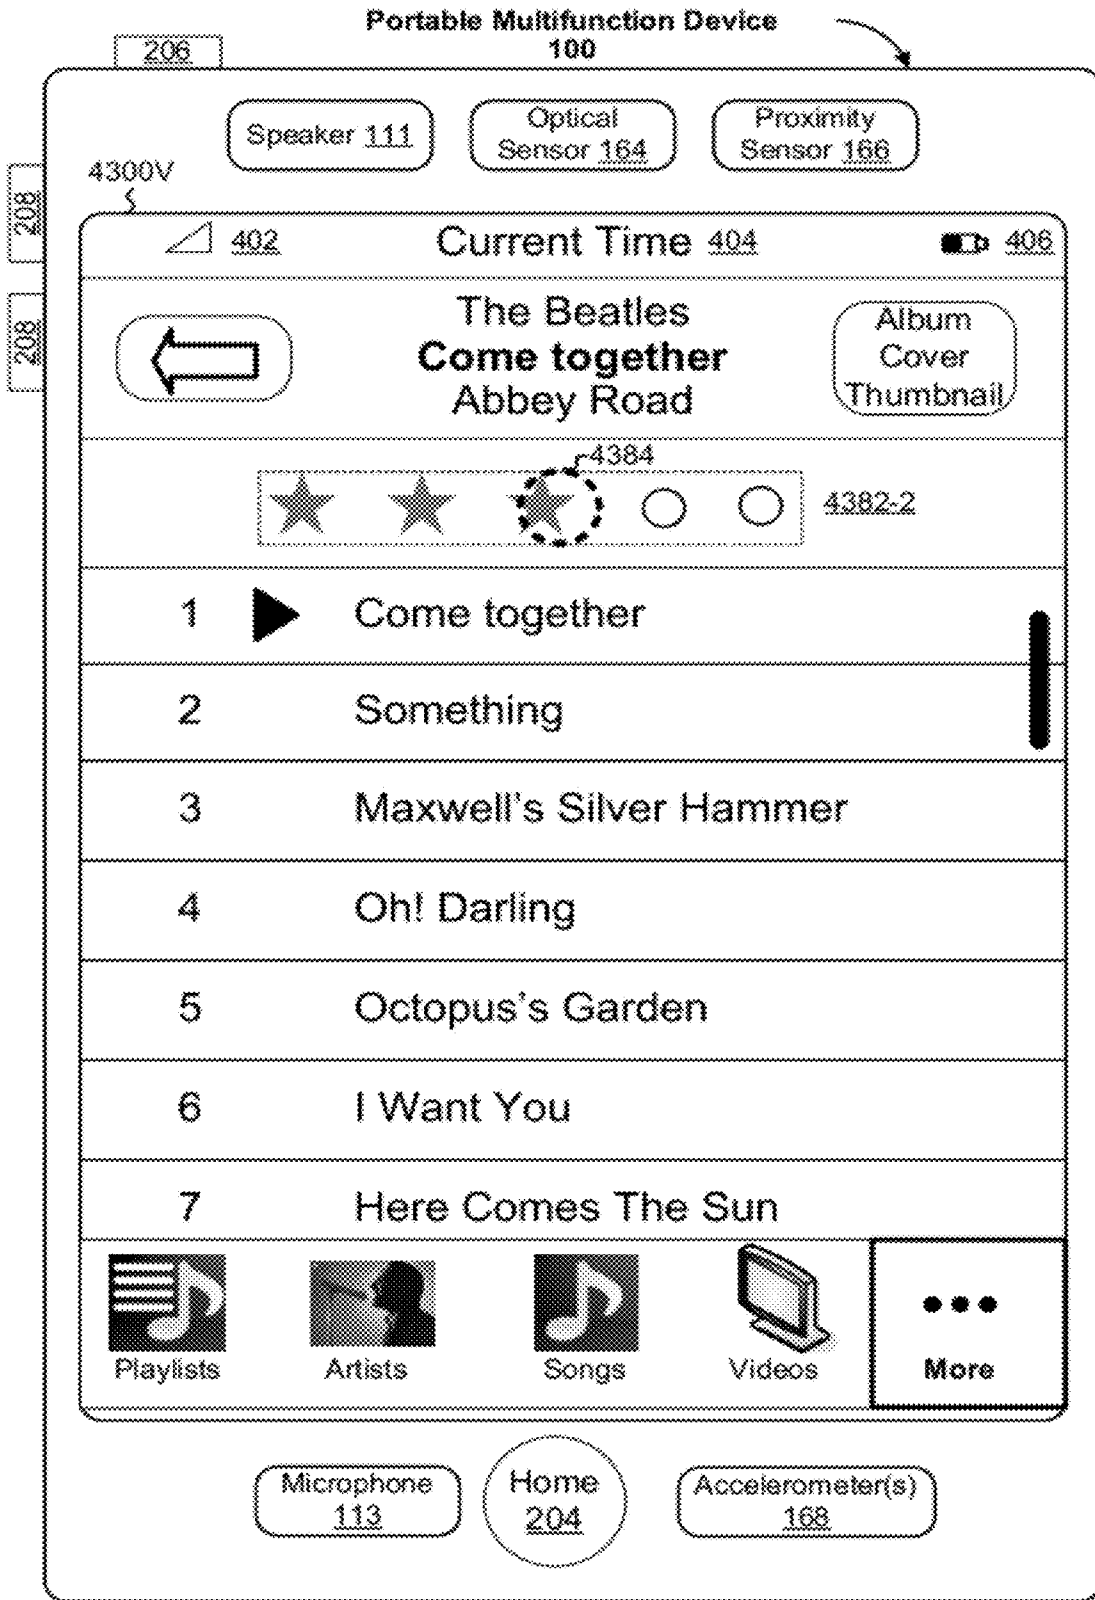 Portable Multifunction Device
100
206
Speaker 111
Optical
Sensor 164
Proximity
Sensor 166
4300V
208
208
402
Current Time 404
406
The Beatles
Come together
Abbey Road
Album
Cover
Thumbnail
4384
4382-2
1 Come together
2 Something
3 Maxwell's Silver Hammer
4 Oh! Darling
5 Octopus's Garden
6 I Want You
7 Here Comes The Sun
Playlists
Artists
Songs
Videos
More
Microphone
113
Home
204
Accelerometer(s)
168